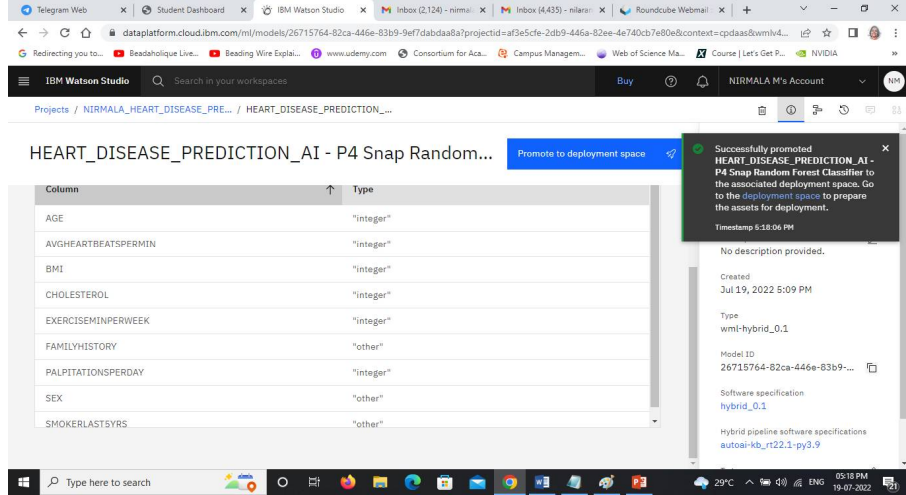 Telegram Web
Student Dashboard
IBM Watson Studio
Inbox (2,124) - nirmal
Inbox (4,435) - nilaran
Roundcube Webmail
dataplatform.cloud.ibm.com/ml/models/26715764-82ca-446e-83b9-9ef7dabdaa8a?projectid=af3e5cfe-2db9-446a-82ee-4e740cb7e80e&context=cpdaas&wmlv4...
Redirecting you to...
Beadaholique Live...
Beading Wire Explai...
www.udemy.com
Consortium for Aca...
Campus Managem...
Web of Science Ma...
Course | Let's Get P...
NVIDIA
»
IBM Watson Studio
Search in your workspaces
Buy
NIRMALA M's Account
NM
Projects / NIRMALA_HEART_DISEASE_PRE... / HEART_DISEASE_PREDICTION_...
HEART_DISEASE_PREDICTION_AI - P4 Snap Random...
Promote to deployment space
Successfully promoted
HEART_DISEASE_PREDICTION_AI -
P4 Snap Random Forest Classifier to
the associated deployment space. Go
to the deployment space to prepare
the assets for deployment.
Timestamp 5:18:06 PM
Column Type
AGE "integer"
AVGHEARTBEATSPERMIN "integer"
BMI "integer"
CHOLESTEROL "integer"
EXERCISEMINPERWEEK "integer"
FAMILYHISTORY "other"
PALPITATIONSPERDAY "integer"
SEX "other"
SMOKERLAST5YRS "other"
No description provided.
Created
Jul 19, 2022 5:09 PM
Type
wml-hybrid_0.1
Model ID
26715764-82ca-446e-83b9-...
Software specification
hybrid_0.1
Hybrid pipeline software specifications
autoai-kb_rt22.1-py3.9
Type here to search
29°C
ENG
05:18 PM
19-07-2022
21